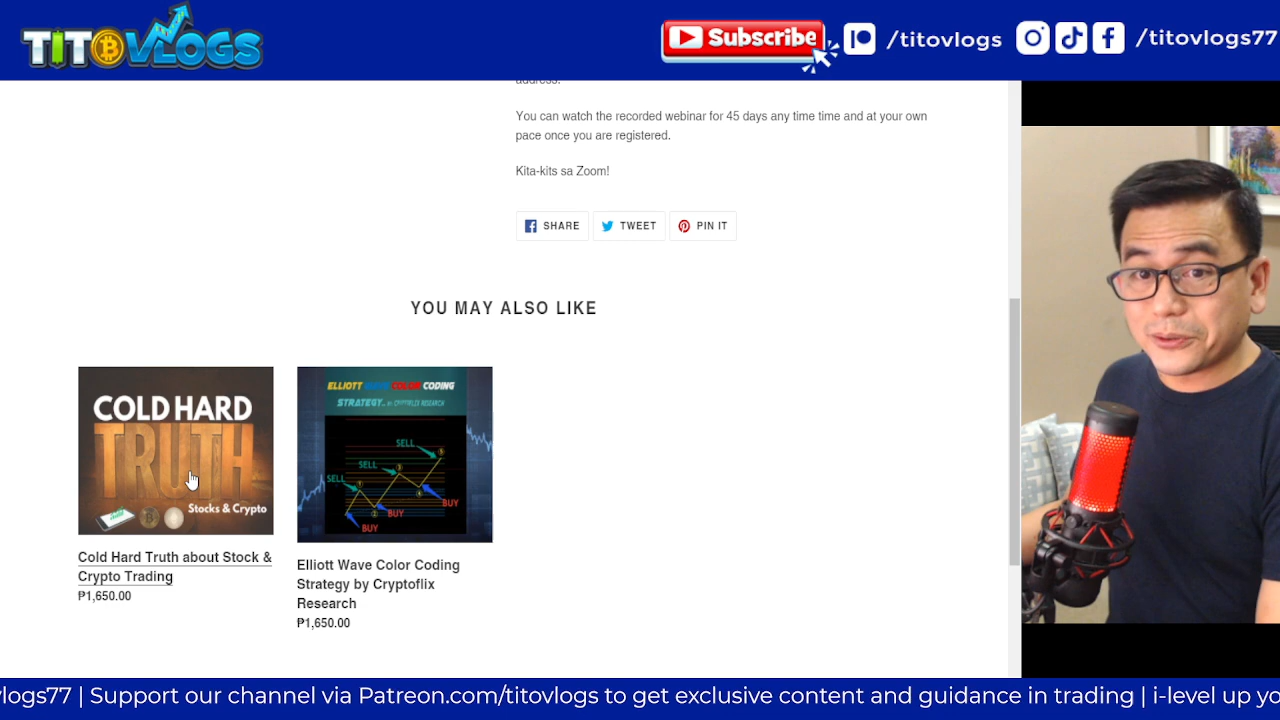 TITOVLOGS
Subscribe
/titovlogs
/titovlogs77
address.
You can watch the recorded webinar for 45 days any time time and at your own
pace once you are registered.
Kita-kits sa Zoom!
SHARE
TWEET
PIN IT
YOU MAY ALSO LIKE
COLD HARD
TRUTH
Stocks & Crypto
Cold Hard Truth about Stock &
Crypto Trading
₱1,650.00
ELLIOTT WAVE COLOR CODING
STRATEGY.. BY CRYPTOFLIX RESEARCH
SELL
SELL
SELL
BUY
BUY
BUY
Elliott Wave Color Coding
Strategy by Cryptoflix
Research
₱1,650.00
vlogs77 | Support our channel via Patreon.com/titovlogs to get exclusive content and guidance in trading | i-level up yo